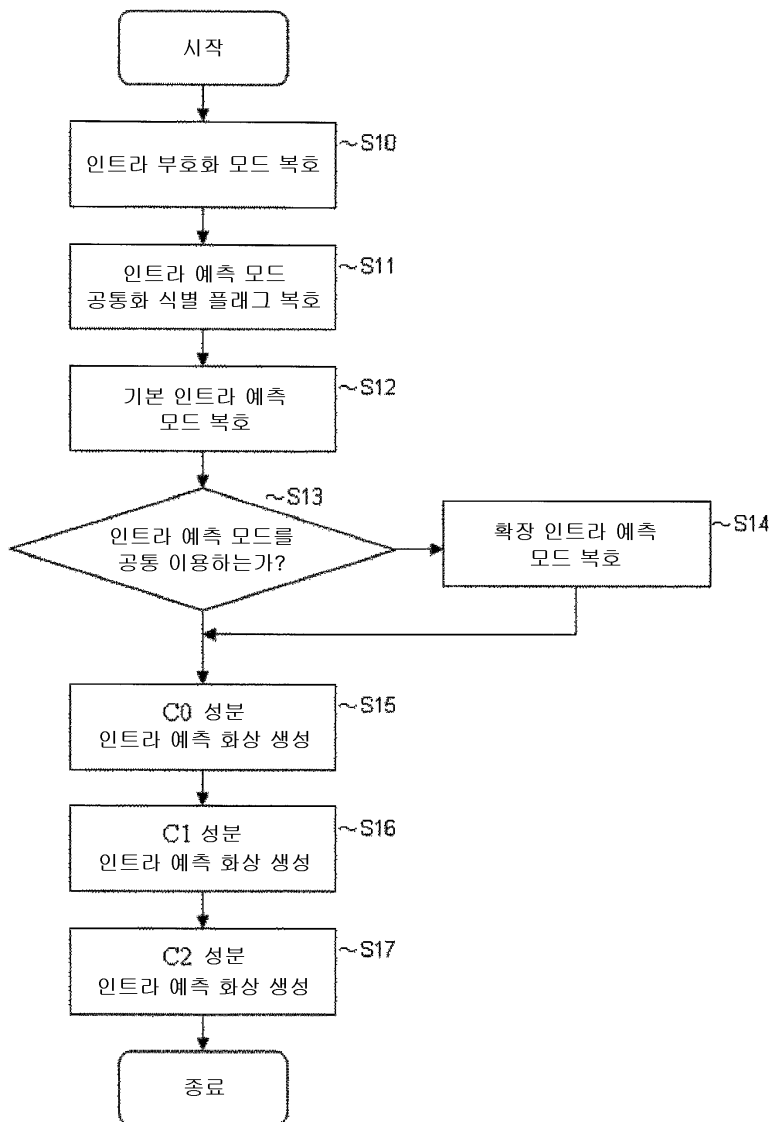 시작
인트라 부호화 모드 복호
~S10
인트라 예측 모드
공통화 식별 플래그 복호
~S11
기본 인트라 예측
모드 복호
~S12
~S13
인트라 예측 모드를
공통 이용하는가?
확장 인트라 예측
모드 복호
~S14
C0 성분
인트라 예측 화상 생성
~S15
C1 성분
인트라 예측 화상 생성
~S16
C2 성분
인트라 예측 화상 생성
~S17
종료